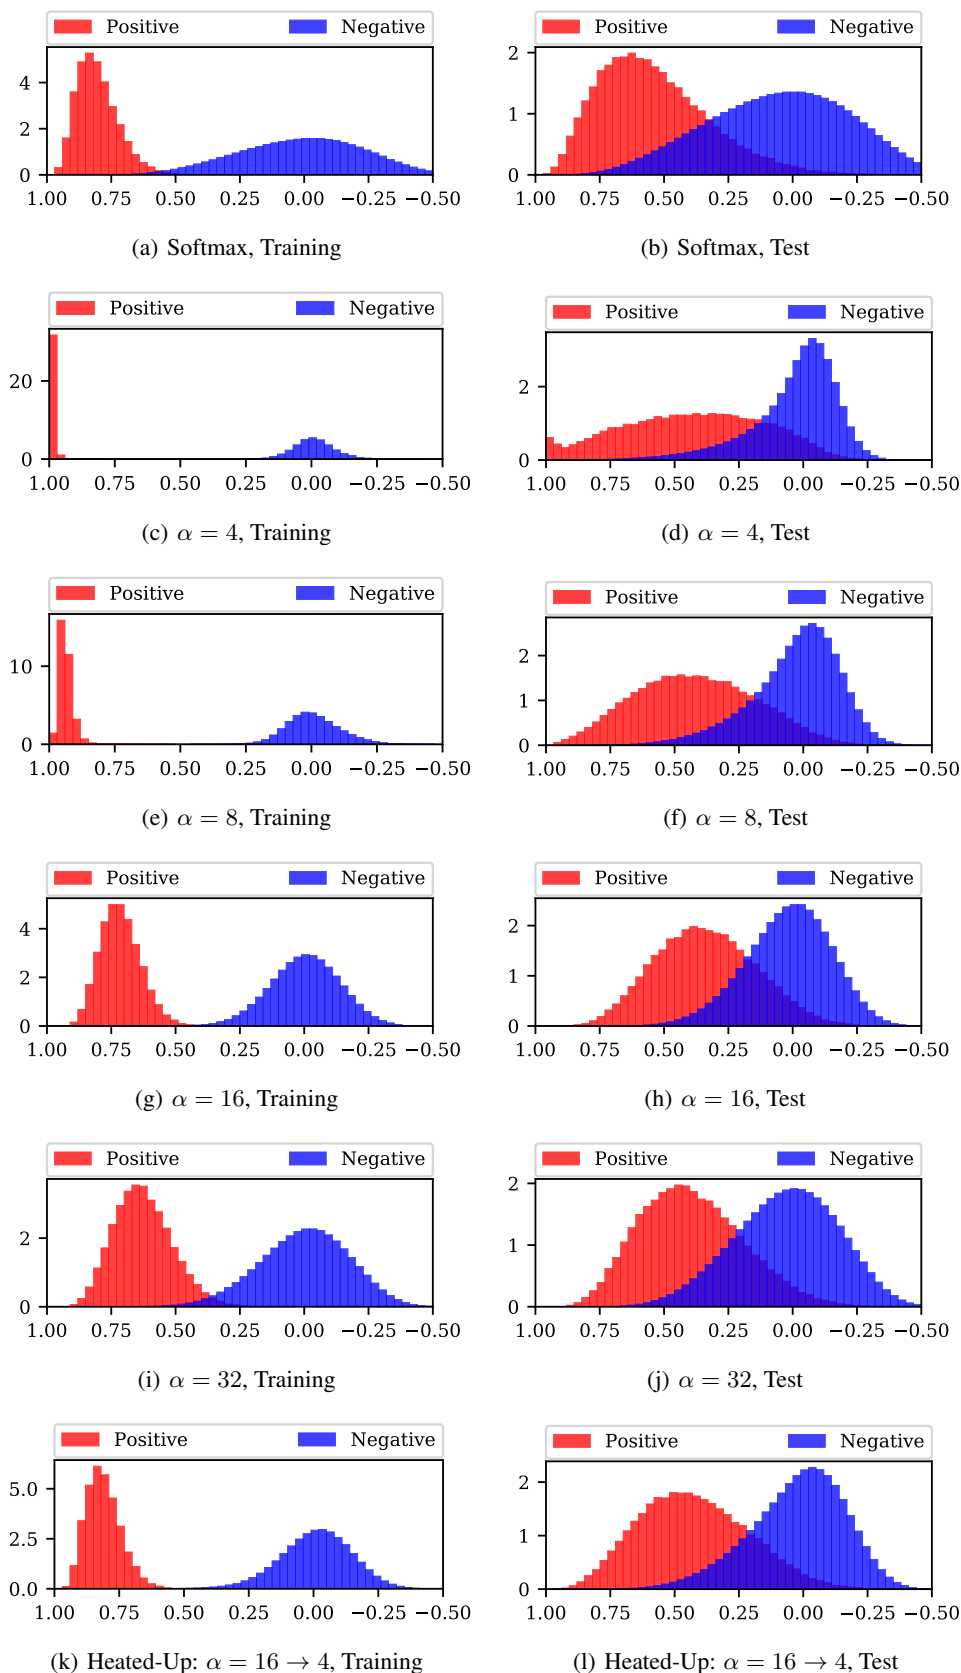 Positive Negative
Positive Negative
4
2
0
1.00 0.75 0.50 0.25 0.00 −0.25 −0.50
2
1
0
1.00 0.75 0.50 0.25 0.00 −0.25 −0.50
(a) Softmax, Training
(b) Softmax, Test
Positive Negative
Positive Negative
20
0
1.00 0.75 0.50 0.25 0.00 −0.25 −0.50
2
0
1.00 0.75 0.50 0.25 0.00 −0.25 −0.50
(c) α = 4, Training
(d) α = 4, Test
Positive Negative
Positive Negative
10
0
1.00 0.75 0.50 0.25 0.00 −0.25 −0.50
2
1
0
1.00 0.75 0.50 0.25 0.00 −0.25 −0.50
(e) α = 8, Training
(f) α = 8, Test
Positive Negative
Positive Negative
4
2
0
1.00 0.75 0.50 0.25 0.00 −0.25 −0.50
2
1
0
1.00 0.75 0.50 0.25 0.00 −0.25 −0.50
(g) α = 16, Training
(h) α = 16, Test
Positive Negative
Positive Negative
2
0
1.00 0.75 0.50 0.25 0.00 −0.25 −0.50
2
1
0
1.00 0.75 0.50 0.25 0.00 −0.25 −0.50
(i) α = 32, Training
(j) α = 32, Test
Positive Negative
Positive Negative
5.0
2.5
0.0
1.00 0.75 0.50 0.25 0.00 −0.25 −0.50
2
1
0
1.00 0.75 0.50 0.25 0.00 −0.25 −0.50
(k) Heated-Up: α = 16 → 4, Training
(l) Heated-Up: α = 16 → 4, Test